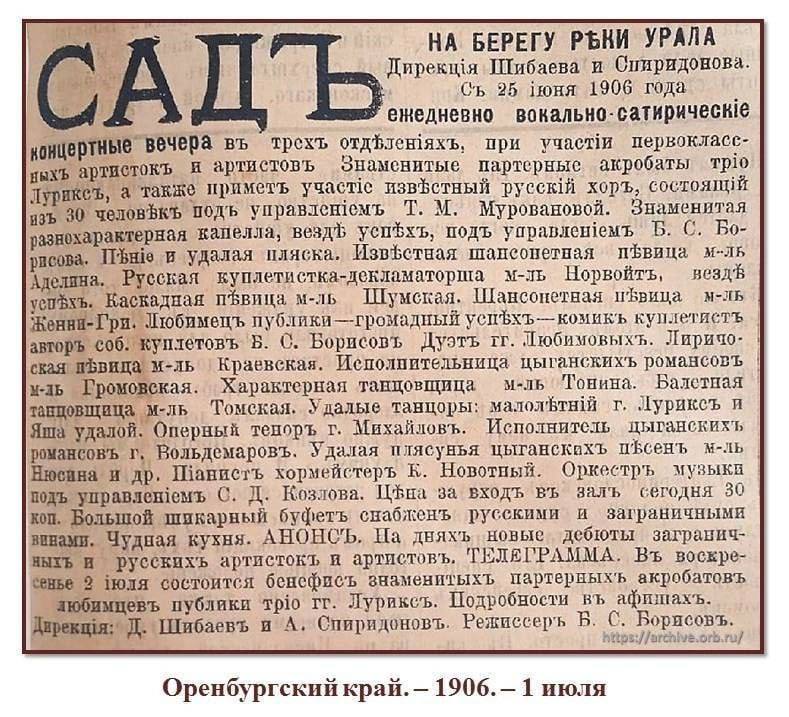 САДЪ
НА БЕРЕГУ РѢКИ УРАЛА
Дирекція Шибаева и Спиридонова.
Съ 25 іюня 1906 года
ежедневно вокально-сатирическіе
концертные вечера въ трехъ отдѣленіяхъ, при участіи первоклас-
ныхъ артистокъ и артистовъ Знаменитые партерные акробаты тріо
Луриксъ, а также приметъ участіе извѣстный русскій хоръ, состоящій
изъ 30 человѣкъ подъ управленіемъ Т. М. Муровановой. Знаменитая
разнохарактерная капелла, вездѣ успѣхъ, подъ управленіемъ Б. С. Бо-
рисова. Пѣніе и удалая пляска. Извѣстная шапсонетная пѣвица м-ль
Аделина. Русская куплетистка-декламаторша м-ль Норвойтъ, вездѣ
успѣхъ. Каскадная пѣвица м-ль Шумская. Шансонетная пѣвица м-ль
Женни-Гри. Любимецъ публики—громадный успѣхъ—комикъ куплетистъ
авторъ соб. куплетовъ Б. С. Борисовъ Дуэтъ гг. Любимовыхъ. Лириче-
ская пѣвица м-ль Краевская. Исполнительница цыганскихъ романсовъ
м-ль Громовская. Характерная танцовщица м-ль Тонина. Балетная
танцовщица м-ль Томская. Удалые танцоры: малолѣтній г. Луриксъ и
Яша удалой. Оперный теноръ г. Михайловъ. Исполнитель цыганскихъ
романсовъ г. Вольдемаровъ. Удалая плясунья цыганскихъ пѣсенъ м-ль
Нюсина и др. Піанистъ хормейстеръ К. Новотный. Оркестръ музыки
подъ управленіемъ С. Д. Козлова. Цѣна за входъ въ залъ сегодня 30
коп. Большой шикарный буфетъ снабженъ русскими и заграничными
винами. Чудная кухня. АНОНСЪ. На дняхъ новые дебюты загранич-
ныхъ и русскихъ артистокъ и артистовъ. ТЕЛЕГРАММА. Въ воскре-
сенье 2 іюля состоится бенефисъ знаменитыхъ партерныхъ акробатовъ
любимцевъ публики тріо гг. Луриксъ. Подробности въ афишахъ.
Дирекція: Д. Шибаевъ и А. Спиридоновъ. Режиссеръ Б. С. Борисовъ.
https://archive.orb.ru/
Оренбургский край. – 1906. – 1 июля